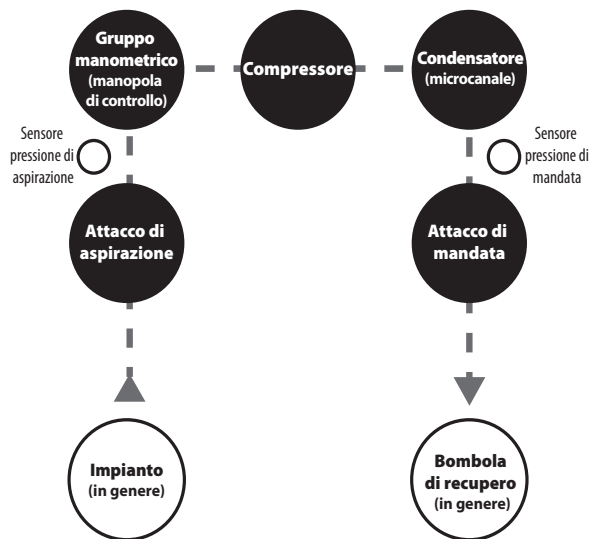 Gruppo
manometrico
(manopola
di controllo)
Compressore
Condensatore
(microcanale)
Sensore
pressione di
aspirazione
Sensore
pressione di
mandata
Attacco di
aspirazione
Attacco di
mandata
Impianto
(in genere)
Bombola
di recupero
(in genere)